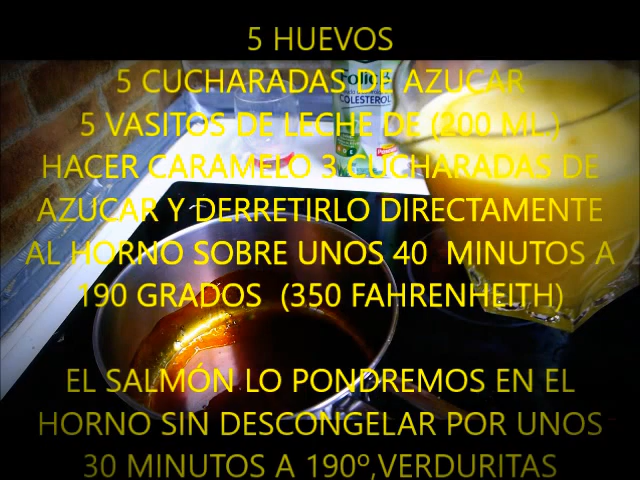 5 HUEVOS
5 CUCHARADAS DE AZUCAR
5 VASITOS DE LECHE DE (200 ML )
HACER CARAMELO 3 CUCHARADAS DE
AZUCAR Y DERRETIRLO DIRECTAMENTE
AL HORNO SOBRE UNOS 40 MINUTOS A
190 GRADOS (350 FAHRENHEITH)
EL SALMÓN LO PONDREMOS EN EL
HORNO SIN DESCONGELAR POR UNOS
30 MINUTOS A 190º,VERDURITAS
COLESTEROL